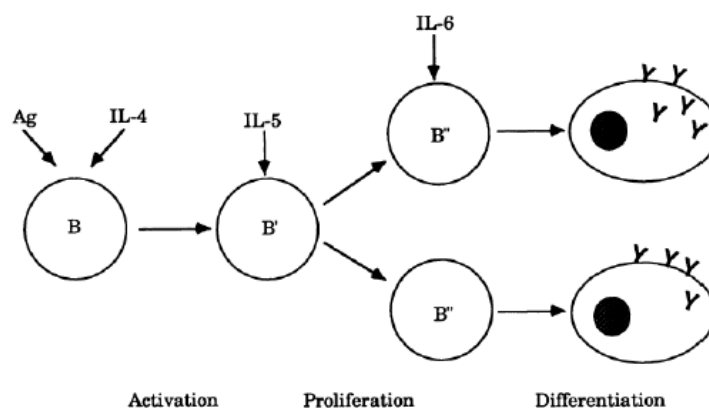 IL-6
Ag IL-4 IL-5
B"
B B'
B"
Activation Proliferation Differentiation